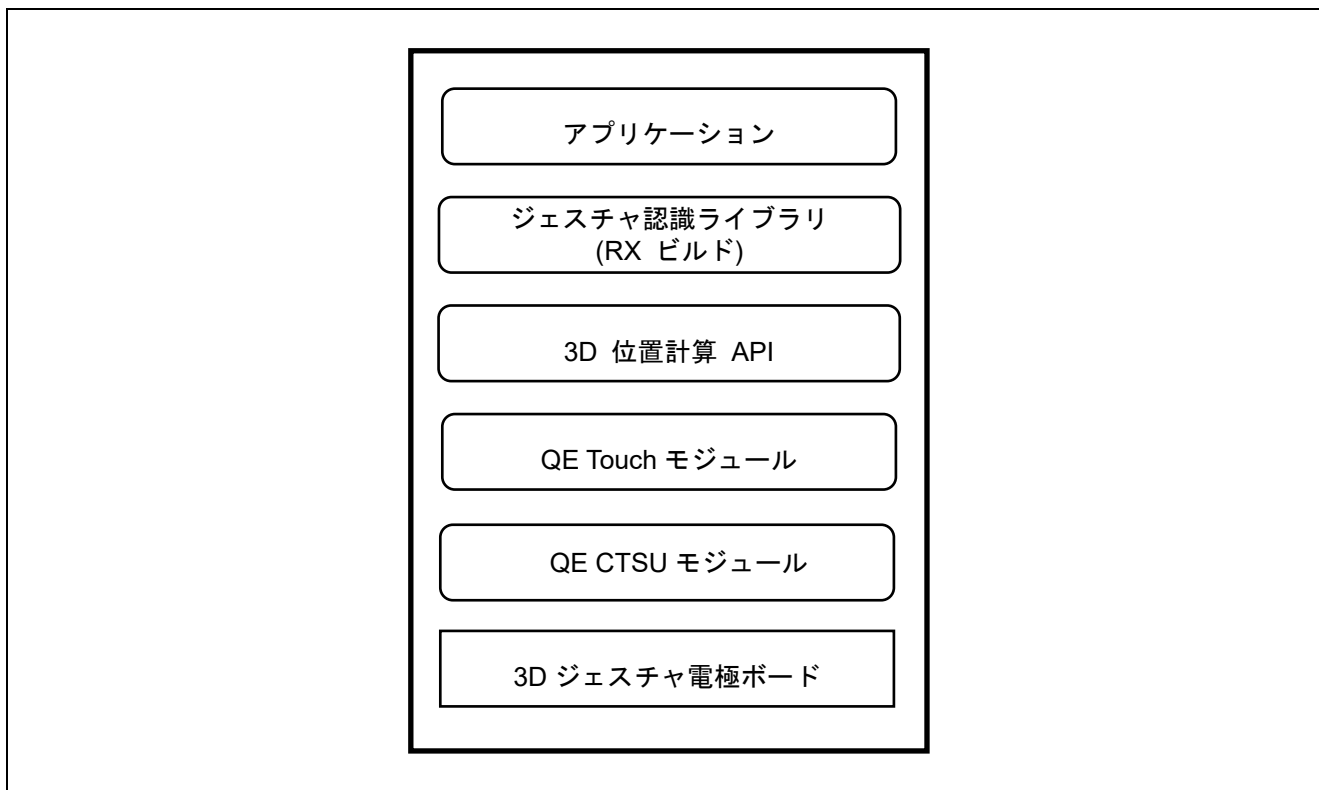 アプリケーション
ジェスチャ認識ライブラリ
(RX ビルド)
3D 位置計算 API
QE Touch モジュール
QE CTSU モジュール
3D ジェスチャ電極ボード